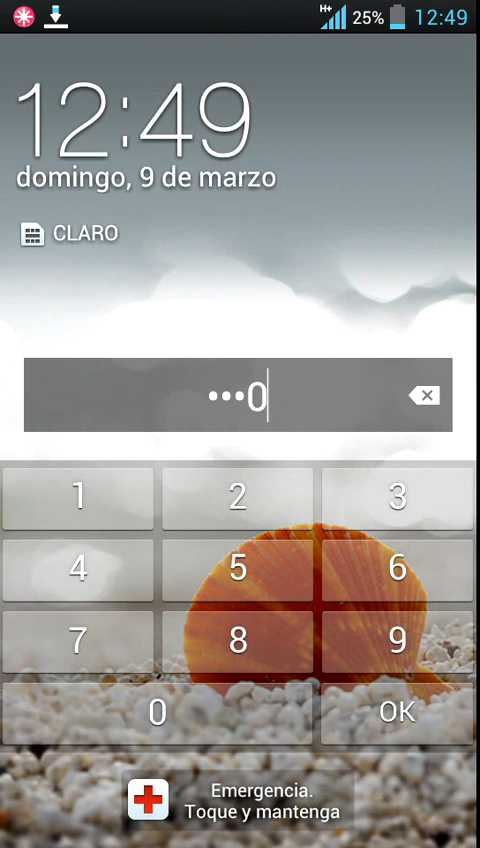 H+ 25% 12:49
12:49
domingo, 9 de marzo
CLARO
•••0
1 2 3
4 5 6
7 8 9
0 OK
Emergencia.
Toque y mantenga